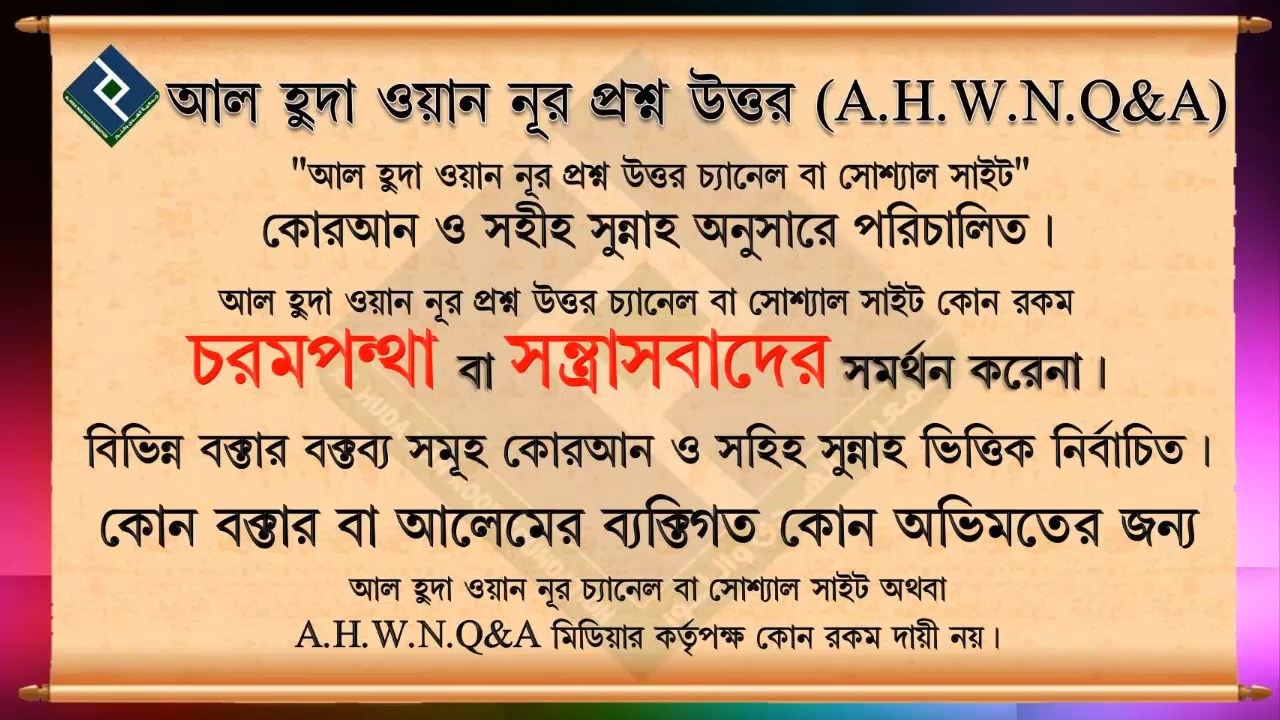 আল হুদা ওয়ান নূর প্রশ্ন উত্তর (A.H.W.N.Q&A)
"আল হুদা ওয়ান নূর প্রশ্ন উত্তর চ্যানেল বা সোশ্যাল সাইট"
কোরআন ও সহীহ সুন্নাহ অনুসারে পরিচালিত।
আল হুদা ওয়ান নূর প্রশ্ন উত্তর চ্যানেল বা সোশ্যাল সাইট কোন রকম
চরমপন্থা বা সন্ত্রাসবাদের সমর্থন করেনা।
বিভিন্ন বক্তার বক্তব্য সমূহ কোরআন ও সহিহ সুন্নাহ ভিত্তিক নির্বাচিত।
কোন বক্তার বা আলেমের ব্যক্তিগত কোন অভিমতের জন্য
আল হুদা ওয়ান নূর চ্যানেল বা সোশ্যাল সাইট অথবা
A.H.W.N.Q&A মিডিয়ার কর্তৃপক্ষ কোন রকম দায়ী নয়।